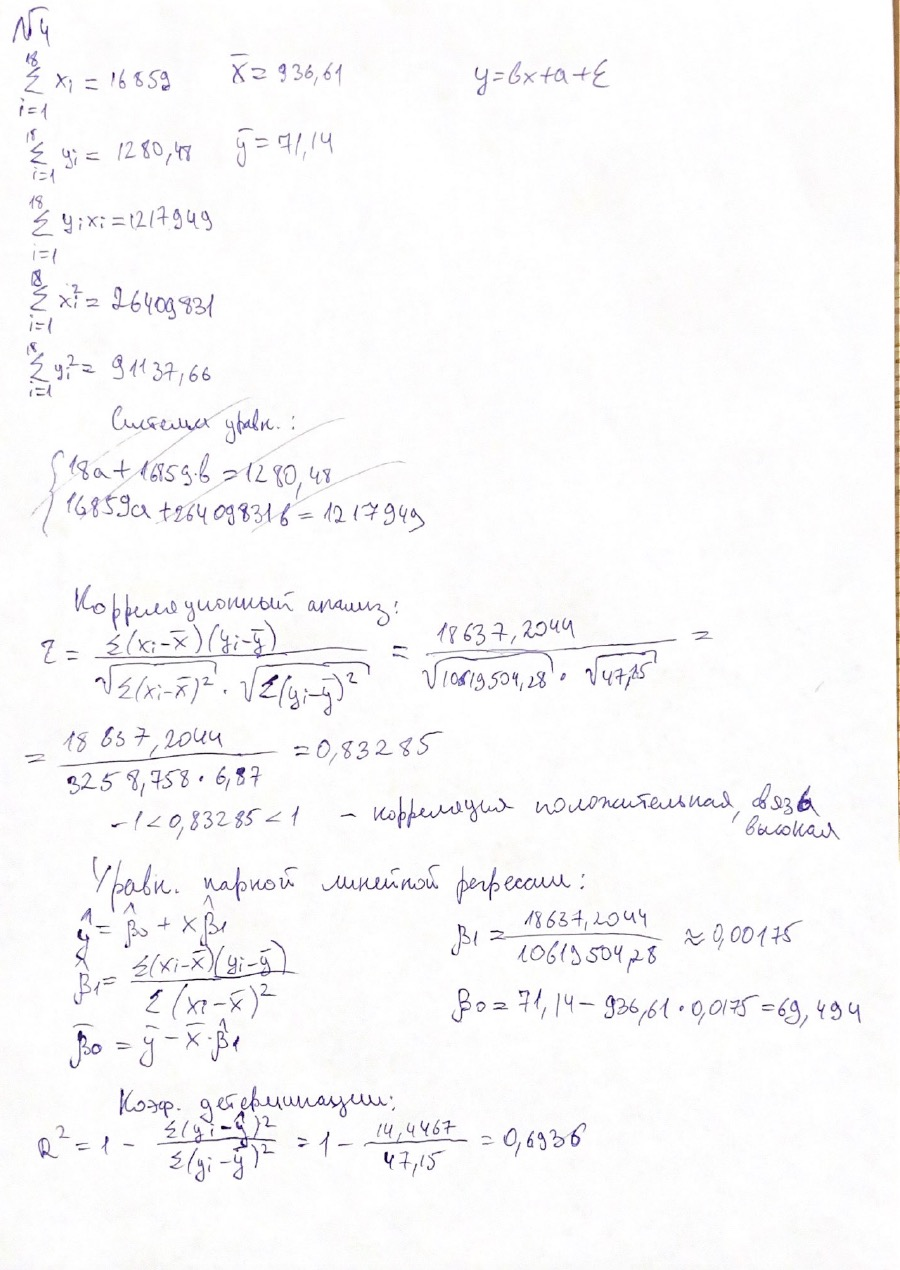 №4
18 ∑ i=1 xi = 16859   x̄ = 936,61   y=bx+a+ε
18 ∑ i=1 yi = 1280,48   ȳ = 71,14
18 ∑ i=1 yixi = 1217949
18 ∑ i=1 xi² = 26409831
18 ∑ i=1 yi² = 91137,66
Система уравн.:
{ 18a + 16859·b = 1280,48
16859a + 26409831b = 1217949
Корреляционный анализ:
r = ∑(xi-x̄)(yi-ȳ) / √∑(xi-x̄)² · √∑(yi-ȳ)² = 18637,2044 / √10619504,28 · √47,15 =
= 18637,2044 / 3258,758 · 6,87 = 0,83285
-1<0,83285<1 - корреляция положительная, связь
высокая
Уравн. парной линейной регрессии:
ŷ = β̂0 + xβ̂1   β1 = 18637,2044 / 10619504,28 ≈ 0,00175
β̂1 = ∑(xi-x̄)(yi-ȳ) / ∑(xi-x̄)²
β0 = 71,14 - 936,61·0,0175 = 69,494
β̄0 = ȳ - x̄·β̂1
Коэф. детерминации:
R² = 1 - ∑(yi-ŷ)² / ∑(yi-ȳ)² = 1 - 14,4467 / 47,15 = 0,6936